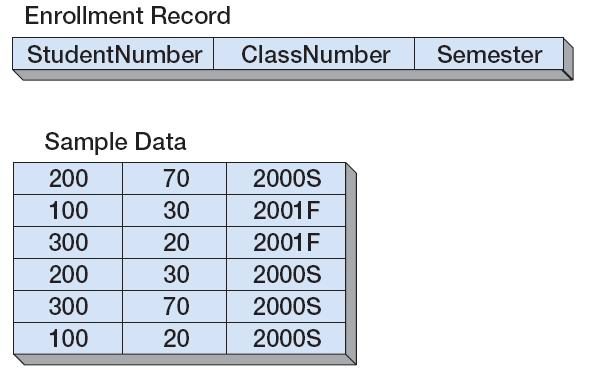 Enrollment Record
StudentNumber ClassNumber Semester
Sample Data
200 70 2000S
100 30 2001F
300 20 2001F
200 30 2000S
300 70 2000S
100 20 2000S